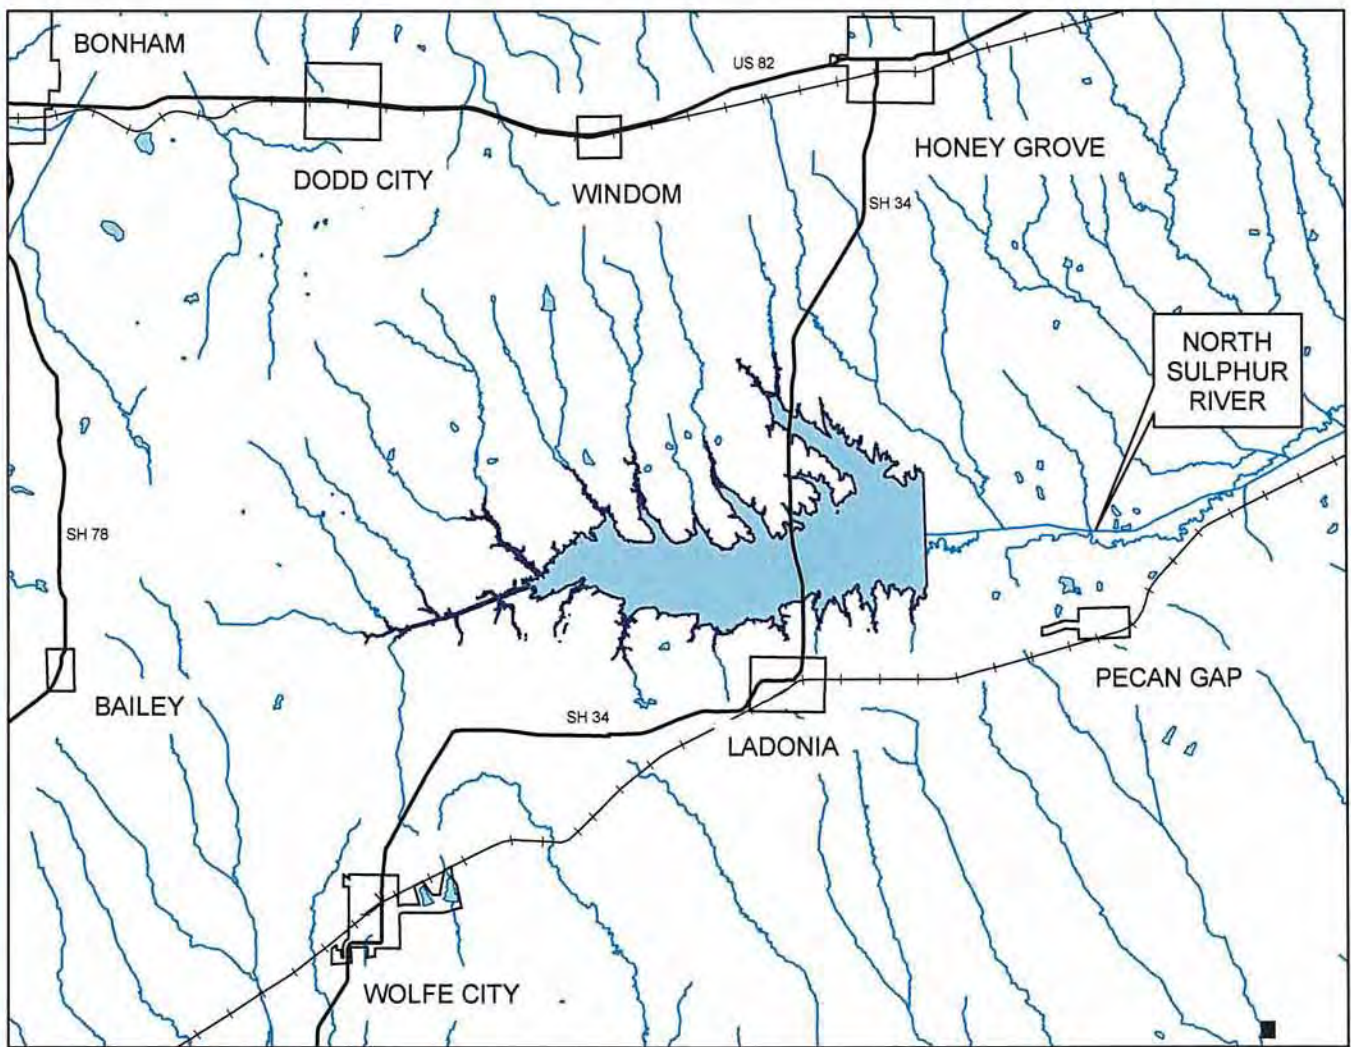 BONHAM
US 82
DODD CITY
WINDOM
HONEY GROVE
SH 34
NORTH
SULPHUR
RIVER
SH 78
BAILEY
SH 34
LADONIA
PECAN GAP
WOLFE CITY